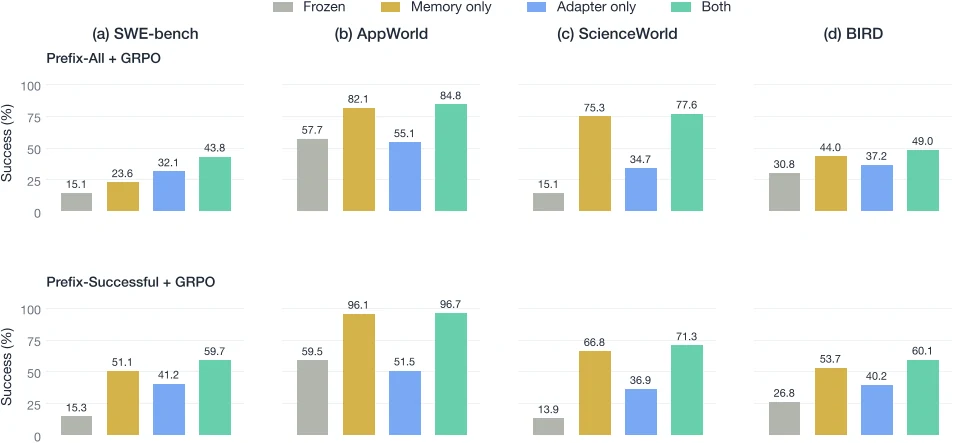 Frozen Memory only Adapter only Both
(a) SWE-bench (b) AppWorld (c) ScienceWorld (d) BIRD
Prefix-All + GRPO
Success (%)
100
75
50
25
0
15.1 23.6 32.1 43.8
57.7 82.1 55.1 84.8
15.1 75.3 34.7 77.6
30.8 44.0 37.2 49.0
Prefix-Successful + GRPO
Success (%)
100
75
50
25
0
15.3 51.1 41.2 59.7
59.5 96.1 51.5 96.7
13.9 66.8 36.9 71.3
26.8 53.7 40.2 60.1